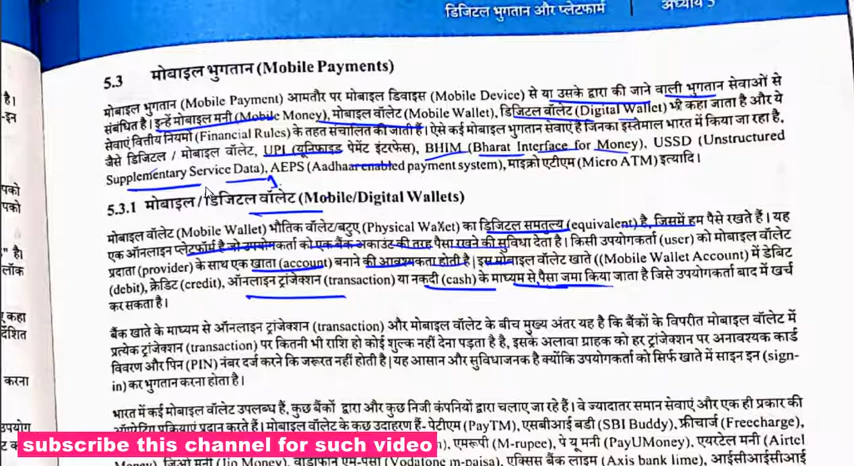 डिजिटल भुगतान और प्लेटफार्म
अध्याय 5
5.3 मोबाइल भुगतान (Mobile Payments)
मोबाइल भुगतान (Mobile Payment) आमतौर पर मोबाइल डिवाइस (Mobile Device) से या उसके द्वारा की जाने वाली भुगतान सेवाओं से
संबंधित है। इन्हें मोबाइल मनी (Mobile Money), मोबाइल वॉलेट (Mobile Wallet), डिजिटल वॉलेट (Digital Wallet) भी कहा जाता है और ये
सेवाएं वित्तीय नियमों (Financial Rules) के तहत संचालित की जाती हैं। ऐसे कई मोबाइल भुगतान सेवाएं हैं जिनका इस्तेमाल भारत में किया जा रहा है,
जैसे डिजिटल / मोबाइल वॉलेट, UPI (यूनिफाइड पेमेंट इंटरफेस), BHIM (Bharat Interface for Money), USSD (Unstructured
Supplementary Service Data), AEPS (Aadhaar enabled payment system), माइक्रो एटीएम (Micro ATM) इत्यादि।
5.3.1 मोबाइल / डिजिटल वॉलेट (Mobile/Digital Wallets)
मोबाइल वॉलेट (Mobile Wallet) भौतिक वॉलेट/बटुए (Physical Wallet) का डिजिटल समतुल्य (equivalent) है, जिसमें हम पैसे रखते हैं। यह
एक ऑनलाइन प्लेटफॉर्म है जो उपयोगकर्ता को एक बैंक अकाउंट की तरह पैसा रखने की सुविधा देता है। किसी उपयोगकर्ता (user) को मोबाइल वॉलेट
प्रदाता (provider) के साथ एक खाता (account) बनाने की आवश्यकता होती है | इस मोबाइल वॉलेट खाते ((Mobile Wallet Account) में डेबिट
(debit), क्रेडिट (credit), ऑनलाइन ट्रांजेक्शन (transaction) या नकदी (cash) के माध्यम से पैसा जमा किया जाता है जिसे उपयोगकर्ता बाद में खर्च
कर सकता है।
बैंक खाते के माध्यम से ऑनलाइन ट्रांजेक्शन (transaction) और मोबाइल वॉलेट के बीच मुख्य अंतर यह है कि बैंकों के विपरीत मोबाइल वॉलेट में
प्रत्येक ट्रांजेक्शन (transaction) पर कितनी भी राशि हो कोई शुल्क नहीं देना पड़ता है है, इसके अलावा ग्राहक को हर ट्रांजेक्शन पर अनावश्यक कार्ड
विवरण और पिन (PIN) नंबर दर्ज करने कि जरूरत नहीं होती है | यह आसान और सुविधाजनक है क्योंकि उपयोगकर्ता को सिर्फ खाते में साइन इन (sign-
in) कर भुगतान करना होता है।
भारत में कई मोबाइल वॉलेट उपलब्ध हैं, कुछ बैंकों द्वारा और कुछ निजी कंपनियों द्वारा चलाए जा रहे हैं। वे ज्यादातर समान सेवाएं और एक ही प्रकार की
प्रदान करते हैं। मोबाइल वॉलेट के कुछ उदाहरण हैं- पेटीएम (PayTM), एसबीआई बडी (SBI Buddy), फ्रीचार्ज (Freecharge),
एमरूपी (M-rupee), पे यू मनी (PayUMoney), एयरटेल मनी (Airtel
Money), जिओ मनी (Jio Money), वोडाफोन एम-पैसा (Vodafone m-paisa), एक्सिस बैंक लाइम (Axis bank lime), आईसीआईसीआई
है।
-इन
पको
पको
" है।
लॉक
ए कहा
देशित
करना
उपयोग
subscribe this channel for such video